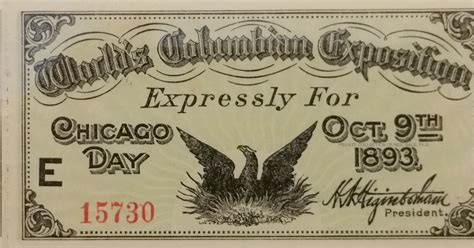 World's Columbian Exposition
Expressly For
Chicago Day
Oct. 9TH 1893.
E
15730
H.N. Higinbotham
President.